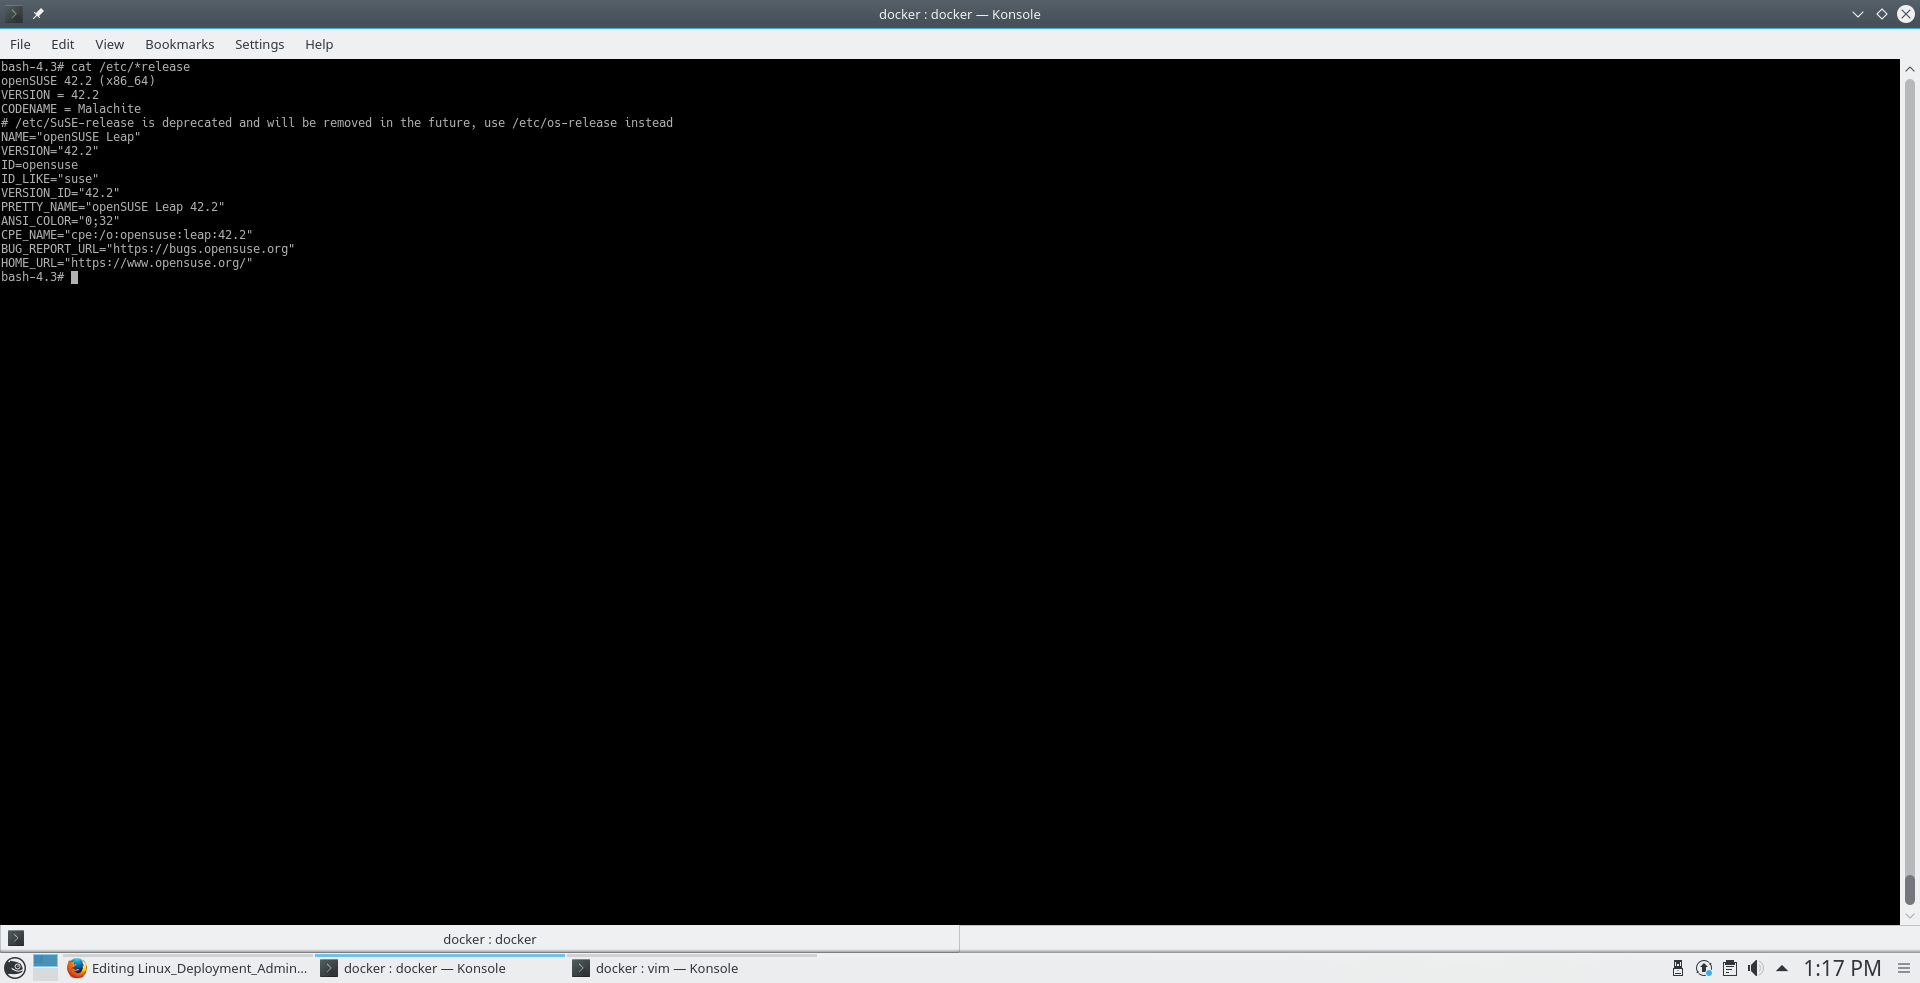 docker : docker — Konsole
File Edit View Bookmarks Settings Help
bash-4.3# cat /etc/*release
openSUSE 42.2 (x86_64)
VERSION = 42.2
CODENAME = Malachite
# /etc/SuSE-release is deprecated and will be removed in the future, use /etc/os-release instead
NAME="openSUSE Leap"
VERSION="42.2"
ID=opensuse
ID_LIKE="suse"
VERSION_ID="42.2"
PRETTY_NAME="openSUSE Leap 42.2"
ANSI_COLOR="0;32"
CPE_NAME="cpe:/o:opensuse:leap:42.2"
BUG_REPORT_URL="https://bugs.opensuse.org"
HOME_URL="https://www.opensuse.org/"
bash-4.3#
docker : docker
Editing Linux_Deployment_Admin... docker : docker — Konsole docker : vim — Konsole 1:17 PM